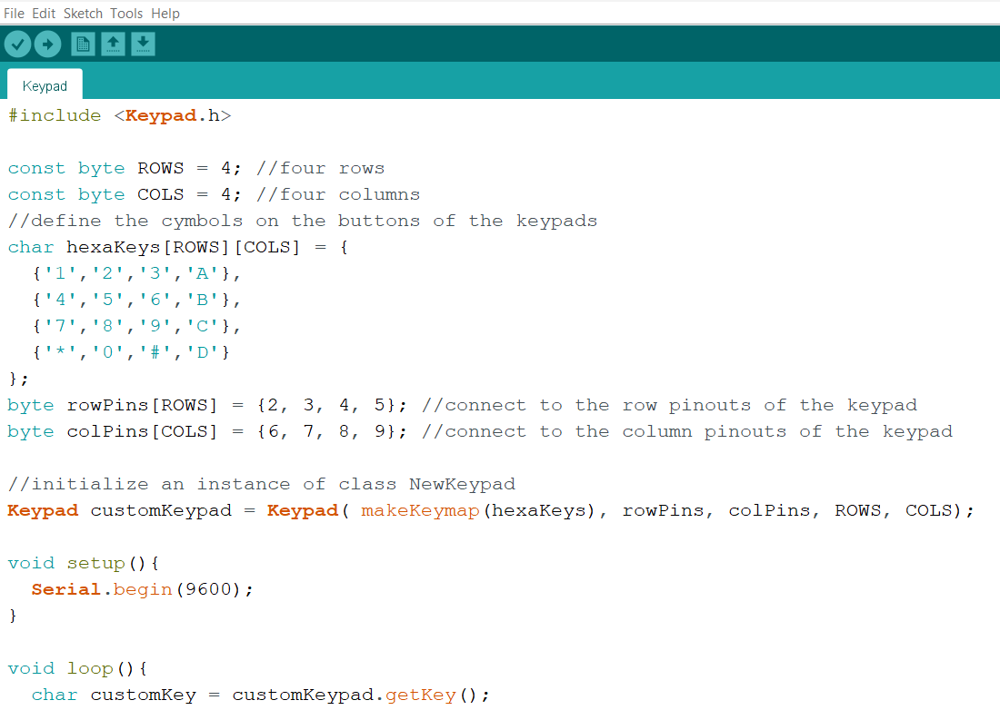 File Edit Sketch Tools Help
Keypad
#include <Keypad.h>
const byte ROWS = 4; //four rows
const byte COLS = 4; //four columns
//define the cymbols on the buttons of the keypads
char hexaKeys[ROWS][COLS] = {
  {'1','2','3','A'},
  {'4','5','6','B'},
  {'7','8','9','C'},
  {'*','0','#','D'}
};
byte rowPins[ROWS] = {2, 3, 4, 5}; //connect to the row pinouts of the keypad
byte colPins[COLS] = {6, 7, 8, 9}; //connect to the column pinouts of the keypad
//initialize an instance of class NewKeypad
Keypad customKeypad = Keypad( makeKeymap(hexaKeys), rowPins, colPins, ROWS, COLS);
void setup(){
  Serial.begin(9600);
}
void loop(){
  char customKey = customKeypad.getKey();